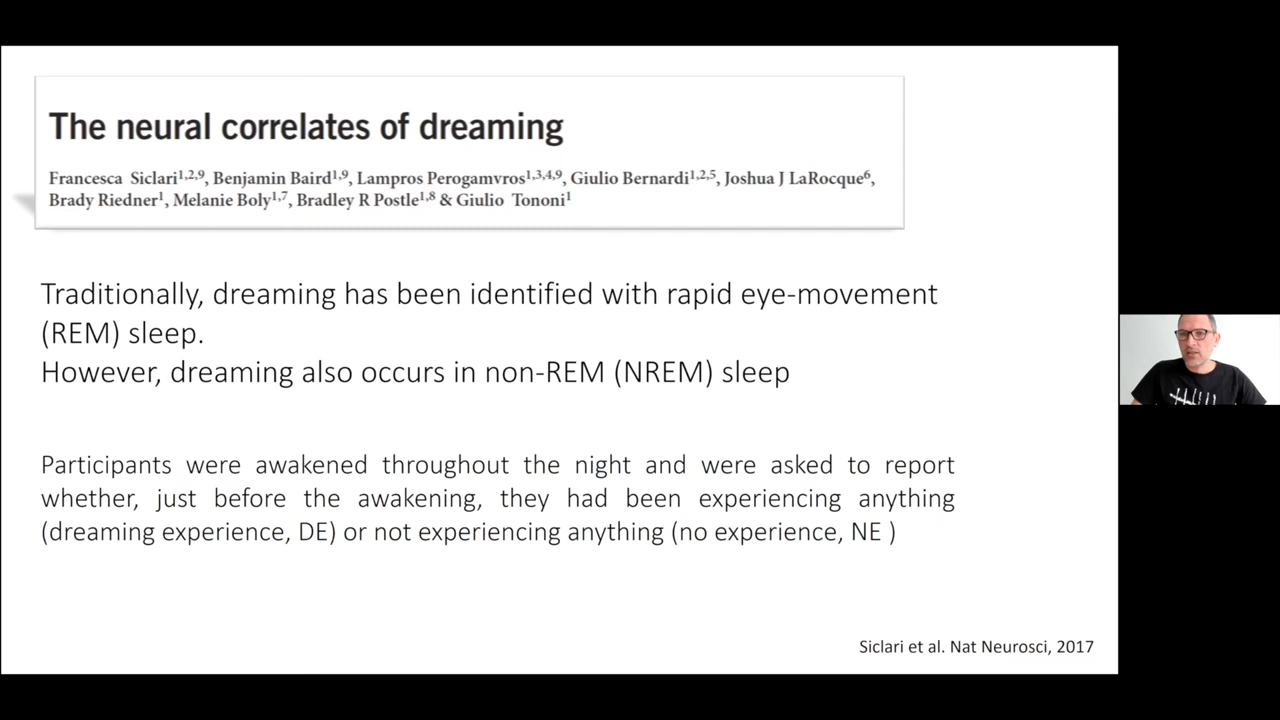 The neural correlates of dreaming
Francesca Siclari1,2,9, Benjamin Baird1,9, Lampros Perogamvros1,3,4,9, Giulio Bernardi1,2,5, Joshua J LaRocque6,
Brady Riedner1, Melanie Boly1,7, Bradley R Postle1,8 & Giulio Tononi1
Traditionally, dreaming has been identified with rapid eye-movement
(REM) sleep.
However, dreaming also occurs in non-REM (NREM) sleep
Participants were awakened throughout the night and were asked to report
whether, just before the awakening, they had been experiencing anything
(dreaming experience, DE) or not experiencing anything (no experience, NE )
Siclari et al. Nat Neurosci, 2017